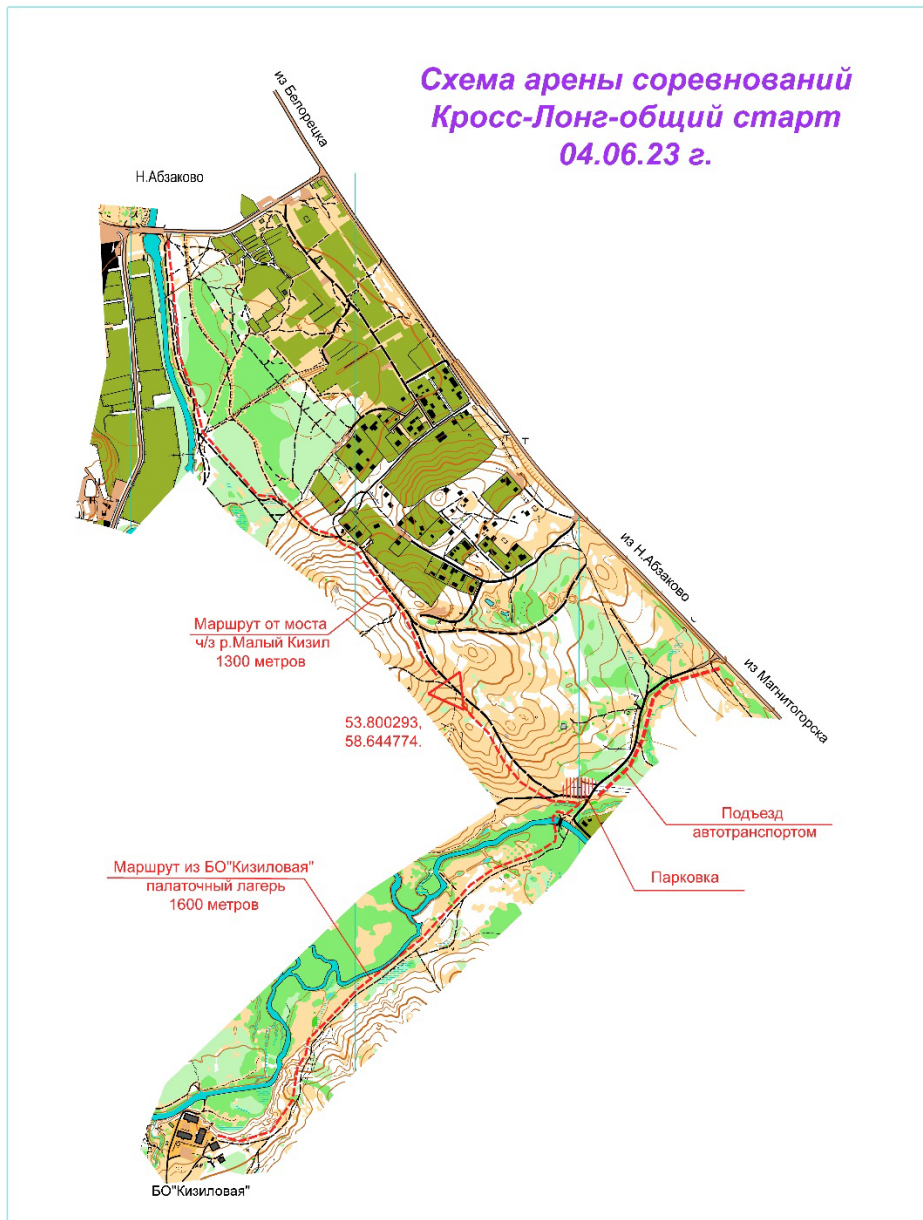 Схема арены соревнований
Кросс-Лонг-общий старт
04.06.23 г.
из Белорецка
Н.Абзаково
из Н.Абзаково
из Магнитогорска
Маршрут от моста
ч/з р.Малый Кизил
1300 метров
53.800293,
58.644774.
Подъезд
автотранспортом
Парковка
Маршрут из БО"Кизиловая"
палаточный лагерь
1600 метров
БО"Кизиловая"